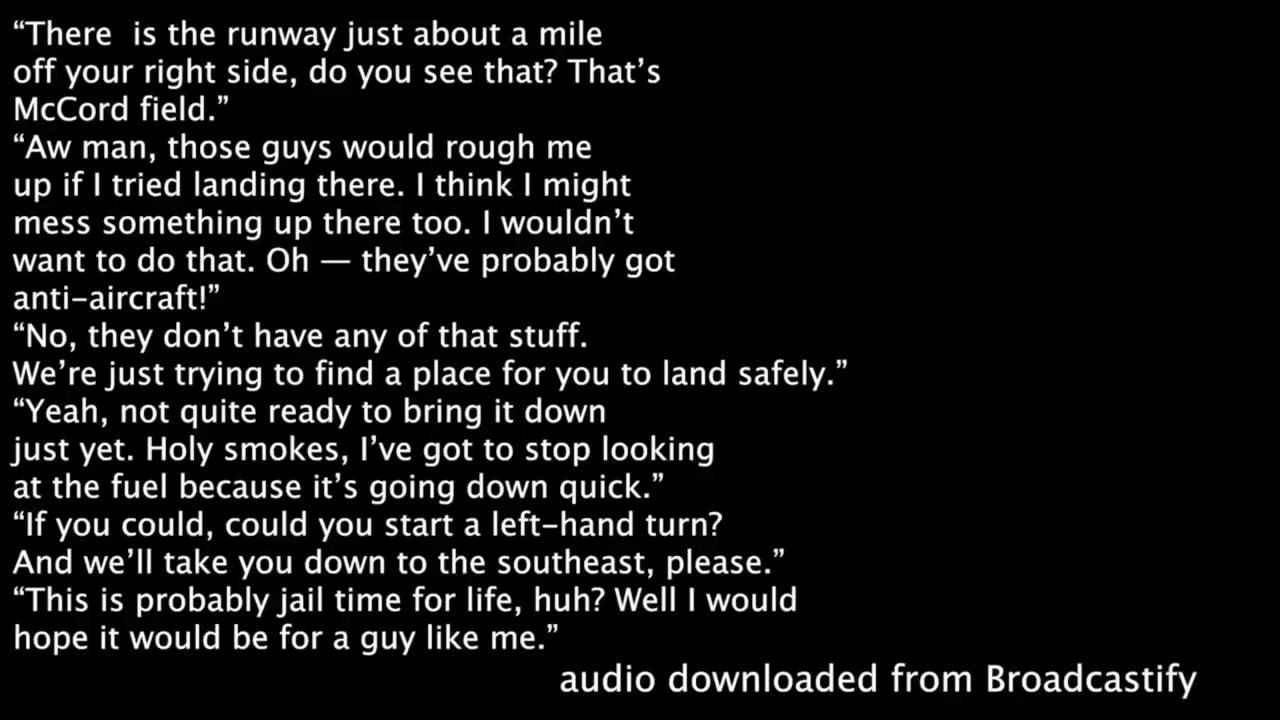 “There  is the runway just about a mile
off your right side, do you see that? That’s
McCord field.”
“Aw man, those guys would rough me
up if I tried landing there. I think I might
mess something up there too. I wouldn’t
want to do that. Oh — they’ve probably got
anti-aircraft!”
“No, they don’t have any of that stuff.
We’re just trying to find a place for you to land safely.”
“Yeah, not quite ready to bring it down
just yet. Holy smokes, I’ve got to stop looking
at the fuel because it’s going down quick.”
“If you could, could you start a left-hand turn?
And we’ll take you down to the southeast, please.”
“This is probably jail time for life, huh? Well I would
hope it would be for a guy like me.”
audio downloaded from Broadcastify